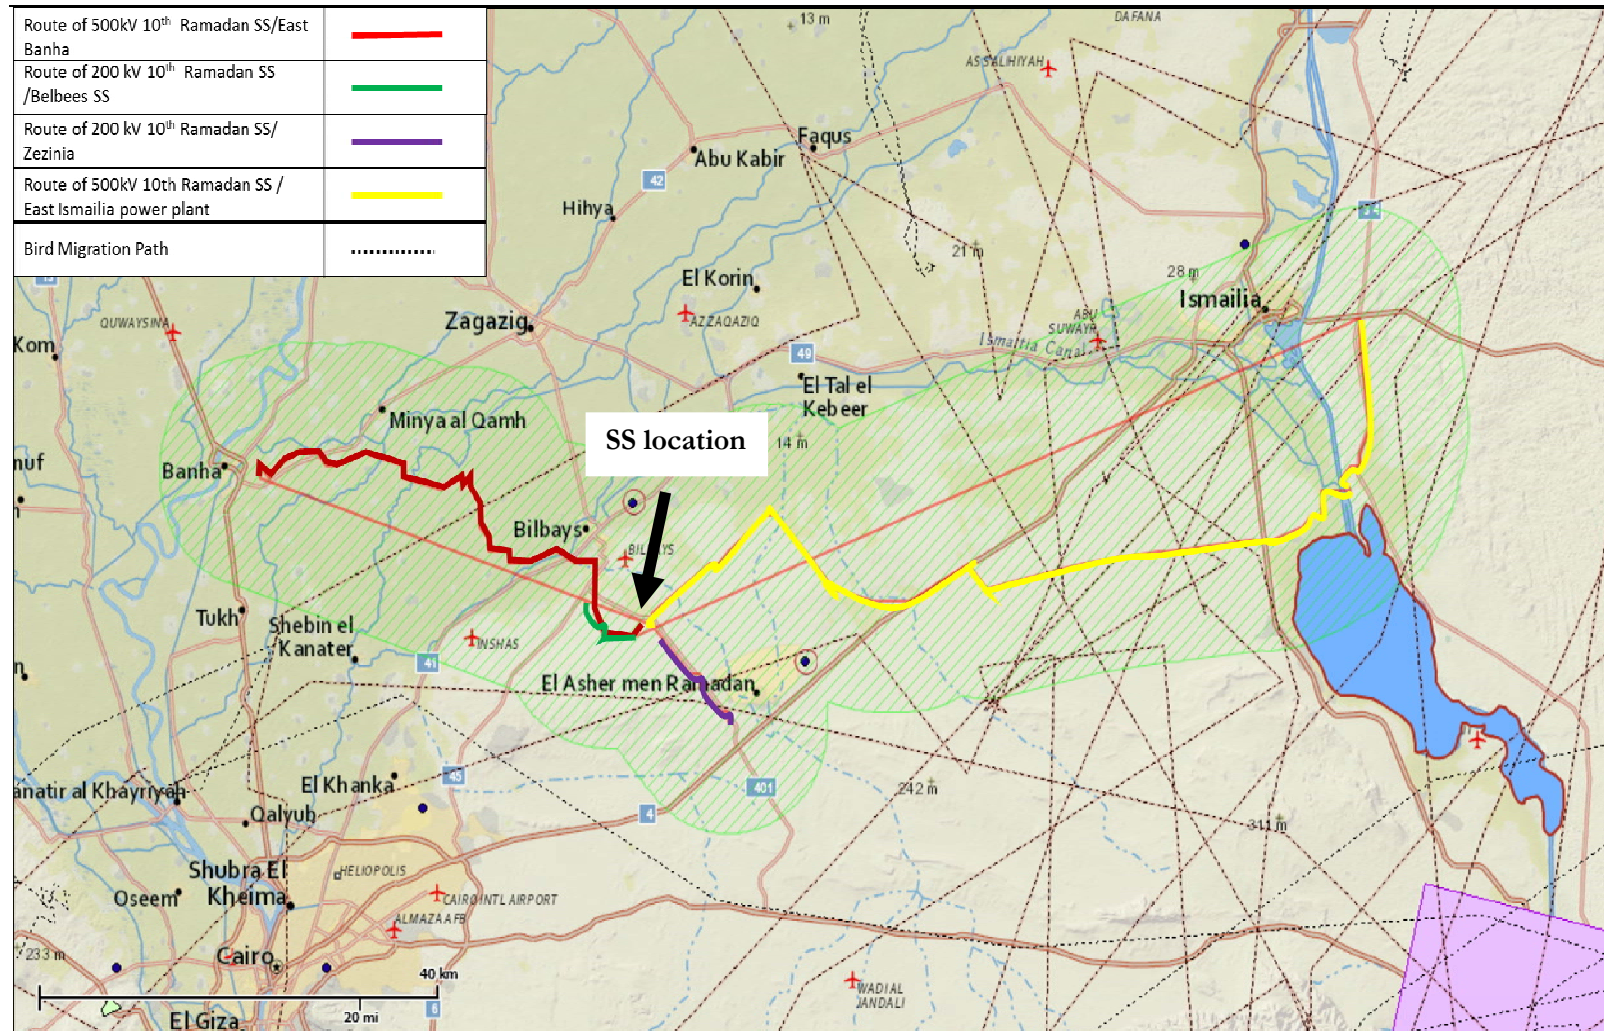 Route of 500kV 10th Ramadan SS/East
Banha
Route of 200 kV 10th Ramadan SS
/Belbees SS
Route of 200 kV 10th Ramadan SS/
Zezinia
Route of 500kV 10th Ramadan SS /
East Ismailia power plant
Bird Migration Path
13 m
DAFANA
AS SALIHIYAH
Faqus
Abu Kabir
42
Hihya
34
21 m
28 m
El Korin
Ismailia
QUWAYSINA
Zagazig
AZZAQAZIQ
ABU
SUWAYR
Ismailia Canal
Kom
49
El Tal el
Kebeer
Minya al Qamh
SS location
14 m
nuf
Banha
Bilbays
BILBAYS
Tukh
Shebin el
Kanater
INSHAS
41
n
El Asher men Ramadan
anatir al Khayriyah
El Khanka
45
401
242 m
Qalyub
4
311 m
Shubra El
Kheima
HELIOPOLIS
Oseem
CAIRO INTL AIRPORT
ALMAZA AFB
233 m
Cairo
40 km
WADI AL
JANDALI
20 mi
6
El Giza